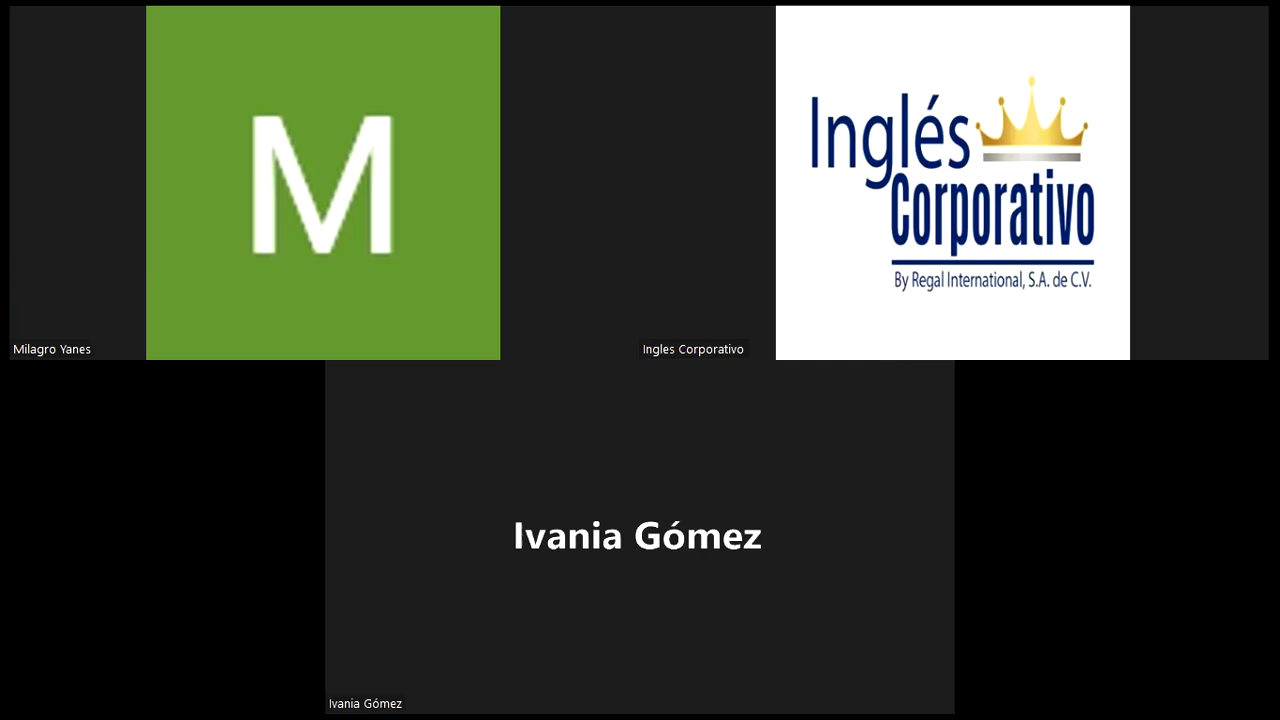 M
Inglés
Corporativo
By Regal International, S.A. de C.V.
Milagro Yanes
Ingles Corporativo
Ivania Gómez
Ivania Gómez